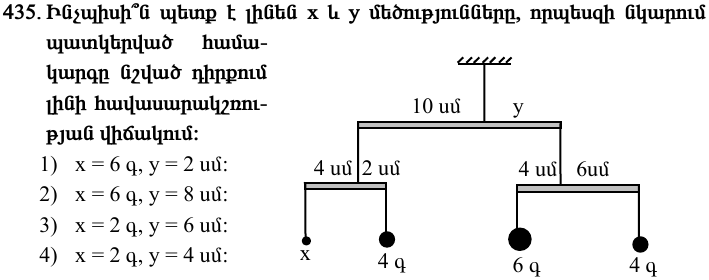 435. Ինչպիսի՞ն պետք է լինեն x և y մեծությունները, որպեսզի նկարում
պատկերված համա-
կարգը նշված դիրքում
լինի հավասարակշռու-
թյան վիճակում:
1) x = 6 գ, y = 2 սմ:
2) x = 6 գ, y = 8 սմ:
3) x = 2 գ, y = 6 սմ:
4) x = 2 գ, y = 4 սմ:
10 սմ y
4 սմ 2 սմ 4 սմ 6սմ
x 4 գ 6 գ 4 գ